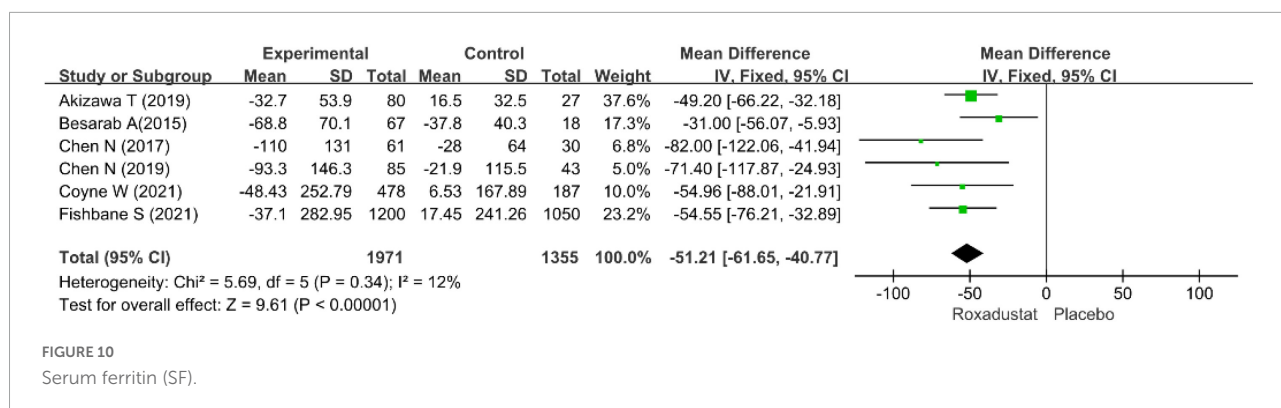 Experimental Control Mean Difference Mean Difference
Study or Subgroup Mean SD Total Mean SD Total Weight IV, Fixed, 95% CI IV, Fixed, 95% CI
Akizawa T (2019) -32.7 53.9 80 16.5 32.5 27 37.6% -49.20 [-66.22, -32.18]
Besarab A(2015) -68.8 70.1 67 -37.8 40.3 18 17.3% -31.00 [-56.07, -5.93]
Chen N (2017) -110 131 61 -28 64 30 6.8% -82.00 [-122.06, -41.94]
Chen N (2019) -93.3 146.3 85 -21.9 115.5 43 5.0% -71.40 [-117.87, -24.93]
Coyne W (2021) -48.43 252.79 478 6.53 167.89 187 10.0% -54.96 [-88.01, -21.91]
Fishbane S (2021) -37.1 282.95 1200 17.45 241.26 1050 23.2% -54.55 [-76.21, -32.89]
Total (95% CI) 1971 1355 100.0% -51.21 [-61.65, -40.77]
Heterogeneity: Chi² = 5.69, df = 5 (P = 0.34); I² = 12%
Test for overall effect: Z = 9.61 (P < 0.00001)
-100 -50 0 50 100
Roxadustat Placebo
FIGURE 10
Serum ferritin (SF).